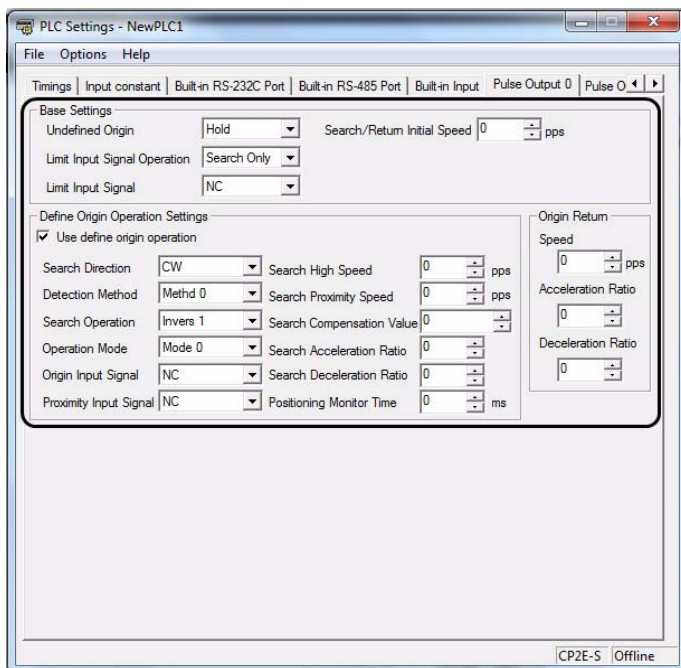 PLC Settings - NewPLC1
File Options Help
Timings Input constant Built-in RS-232C Port Built-in RS-485 Port Built-in Input Pulse Output 0 Pulse O
Base Settings
Undefined Origin Hold Search/Return Initial Speed 0 pps
Limit Input Signal Operation Search Only
Limit Input Signal NC
Define Origin Operation Settings
Use define origin operation
Search Direction CW Search High Speed 0 pps
Detection Method Methd 0 Search Proximity Speed 0 pps
Search Operation Invers 1 Search Compensation Value 0
Operation Mode Mode 0 Search Acceleration Ratio 0
Origin Input Signal NC Search Deceleration Ratio 0
Proximity Input Signal NC Positioning Monitor Time 0 ms
Origin Return
Speed
0 pps
Acceleration Ratio
0
Deceleration Ratio
0
CP2E-S Offline